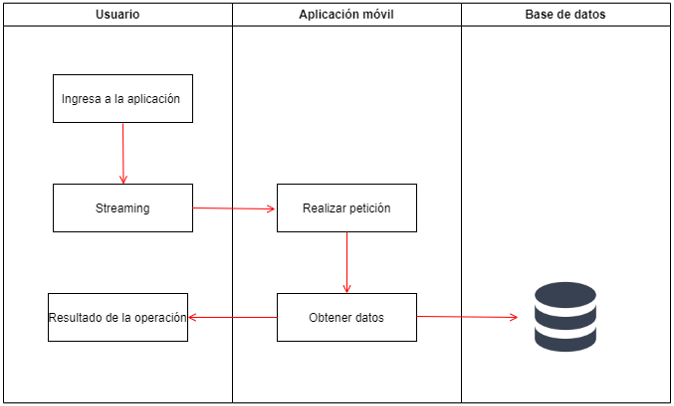 Usuario
Aplicación móvil
Base de datos
Ingresa a la aplicación
Streaming
Realizar petición
Resultado de la operación
Obtener datos